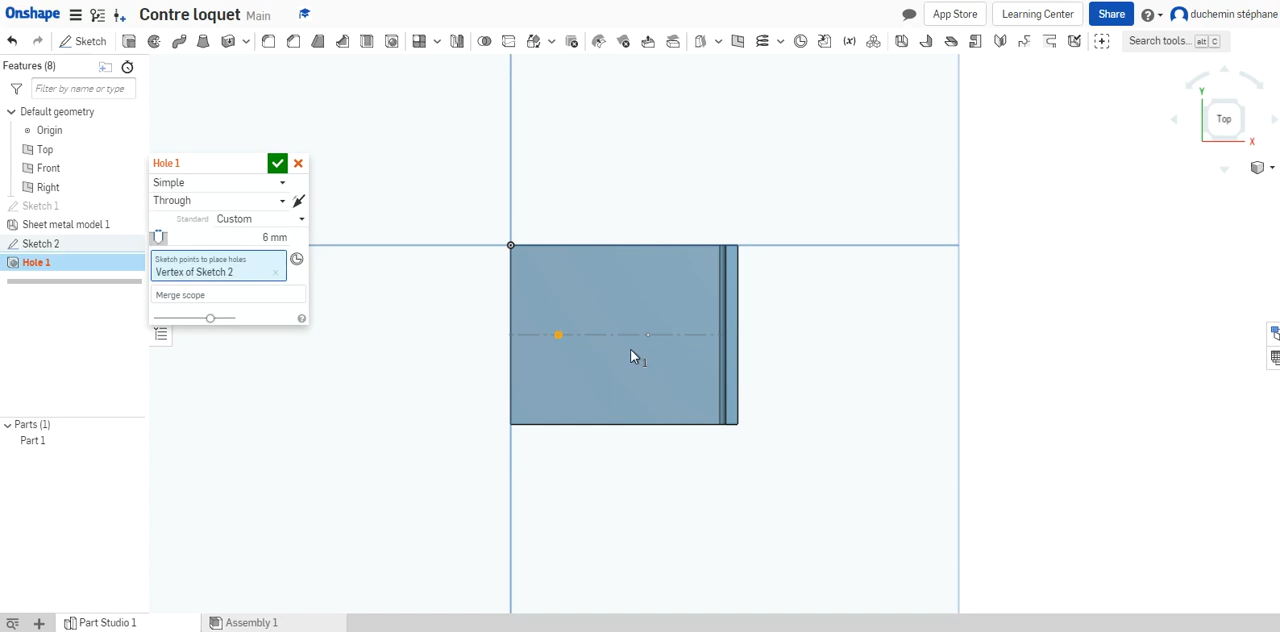 Onshape Contre loquet Main App Store Learning Center Share duchemin stéphane
Sketch (x) Search tools... alt C
Features (8)
Filter by name or type
Default geometry
Origin
Top
Front
Right
Sketch 1
Sheet metal model 1
Sketch 2
Hole 1
Parts (1)
Part 1
Hole 1
Simple
Through
Standard Custom
6 mm
Sketch points to place holes
Vertex of Sketch 2
Merge scope
1
Y
Top
X
Part Studio 1 Assembly 1